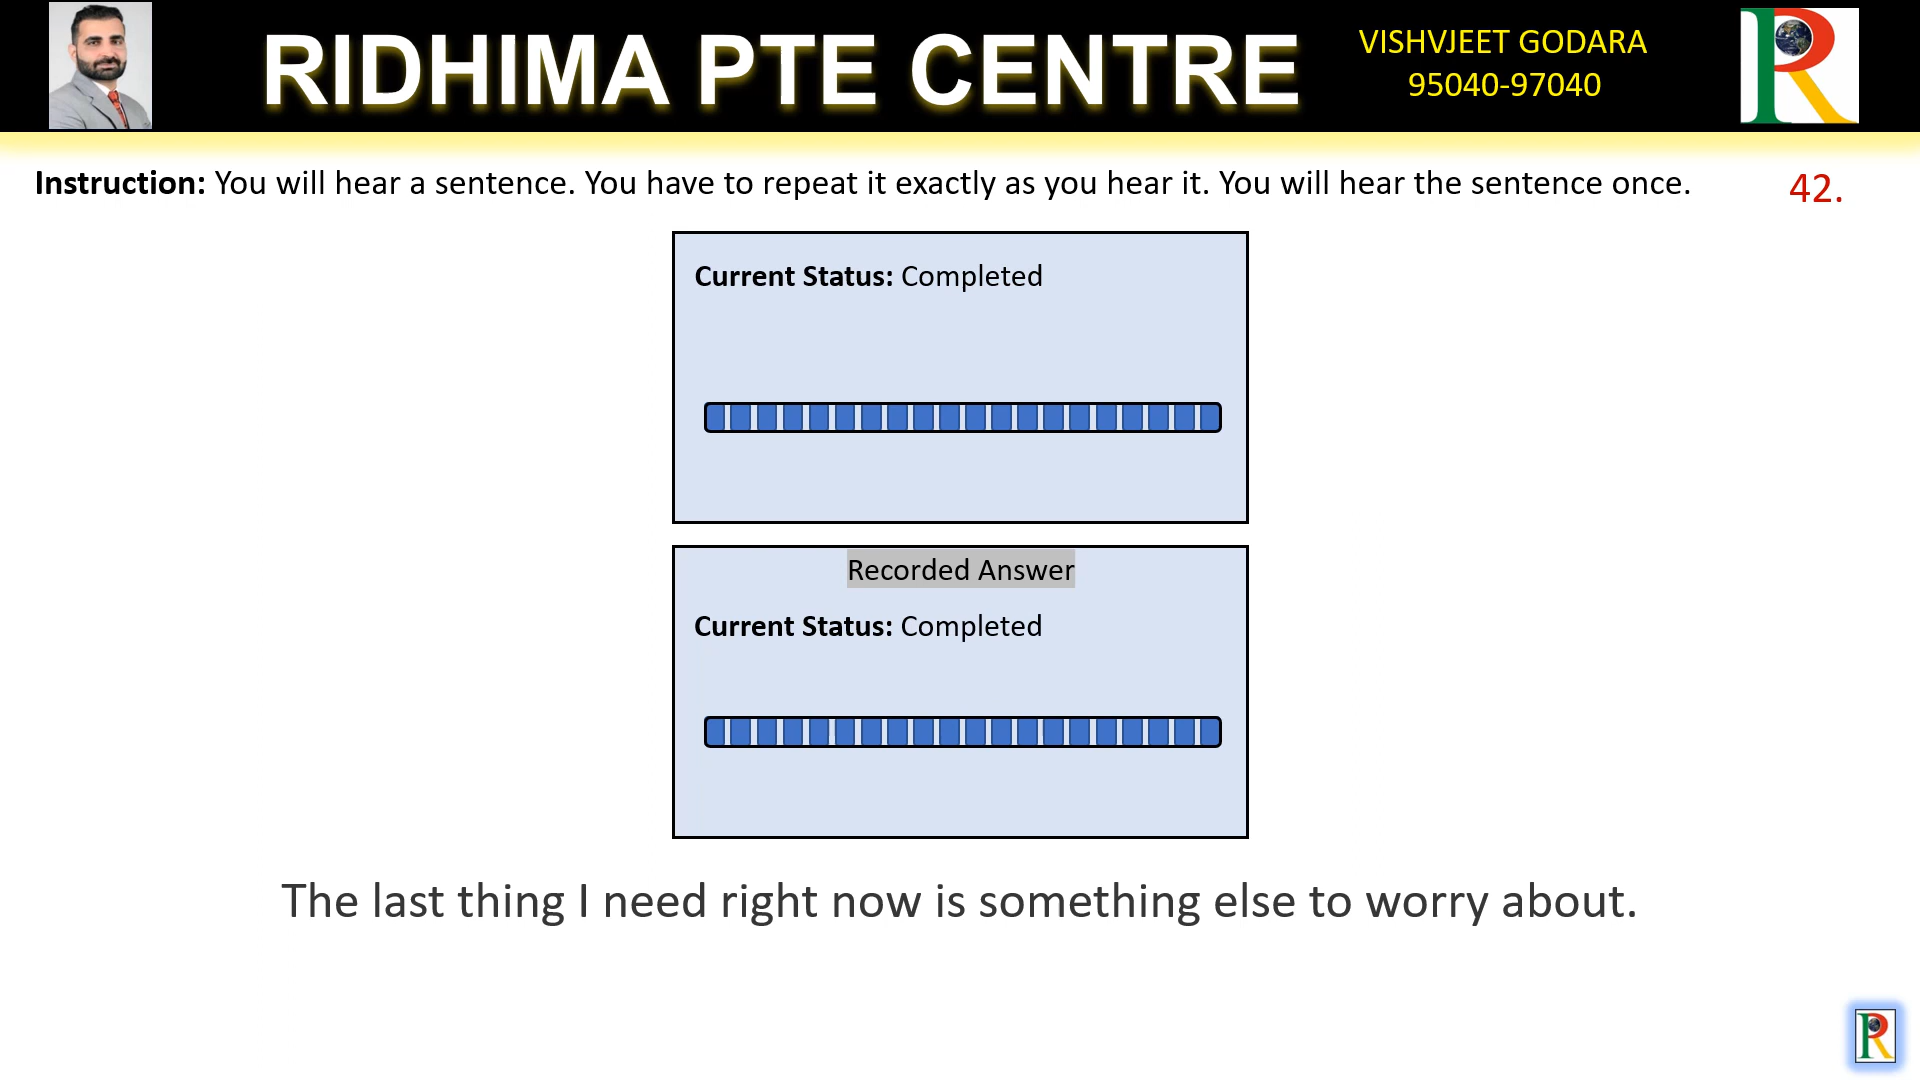 RIDHIMA PTE CENTRE
VISHVJEET GODARA
95040-97040
R
Instruction: You will hear a sentence. You have to repeat it exactly as you hear it. You will hear the sentence once.
42.
Current Status: Completed
Recorded Answer
Current Status: Completed
The last thing I need right now is something else to worry about.
R